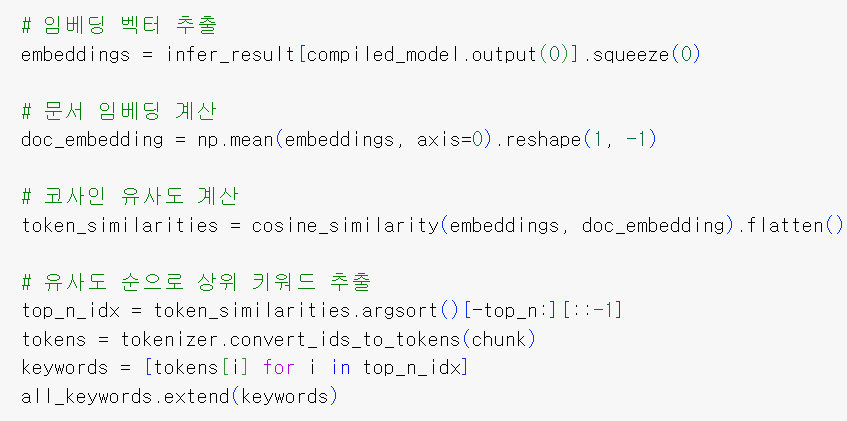 # 임베딩 벡터 추출
embeddings = infer_result[compiled_model.output(0)].squeeze(0)
# 문서 임베딩 계산
doc_embedding = np.mean(embeddings, axis=0).reshape(1, -1)
# 코사인 유사도 계산
token_similarities = cosine_similarity(embeddings, doc_embedding).flatten()
# 유사도 순으로 상위 키워드 추출
top_n_idx = token_similarities.argsort()[-top_n:][::-1]
tokens = tokenizer.convert_ids_to_tokens(chunk)
keywords = [tokens[i] for i in top_n_idx]
all_keywords.extend(keywords)